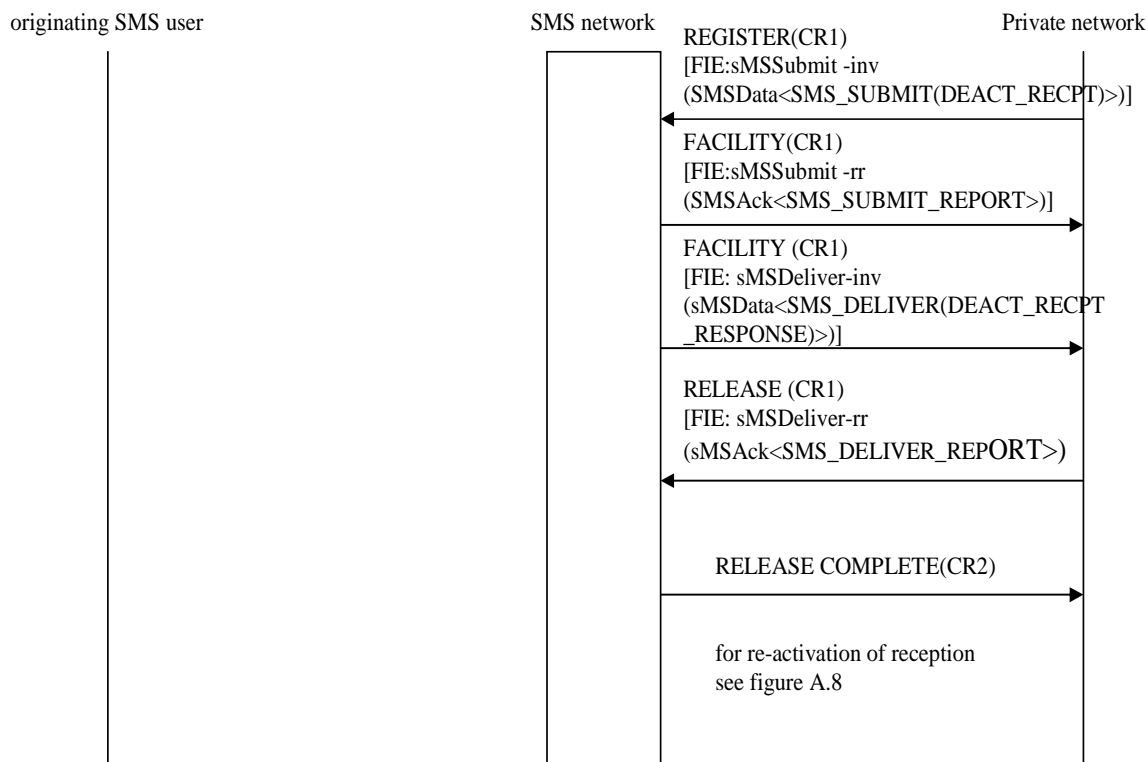 originating SMS user
SMS network
Private network
REGISTER(CR1)
[FIE:sMSSubmit -inv
(SMSData<SMS_SUBMIT(DEACT_RECPT)>)]
FACILITY(CR1)
[FIE:sMSSubmit -rr
(SMSAck<SMS_SUBMIT_REPORT>)]
FACILITY (CR1)
[FIE: sMSDeliver-inv
(sMSData<SMS_DELIVER(DEACT_RECPT
_RESPONSE)>)]
RELEASE (CR1)
[FIE: sMSDeliver-rr
(sMSAck<SMS_DELIVER_REPORT>)
RELEASE COMPLETE(CR2)
for re-activation of reception
see figure A.8